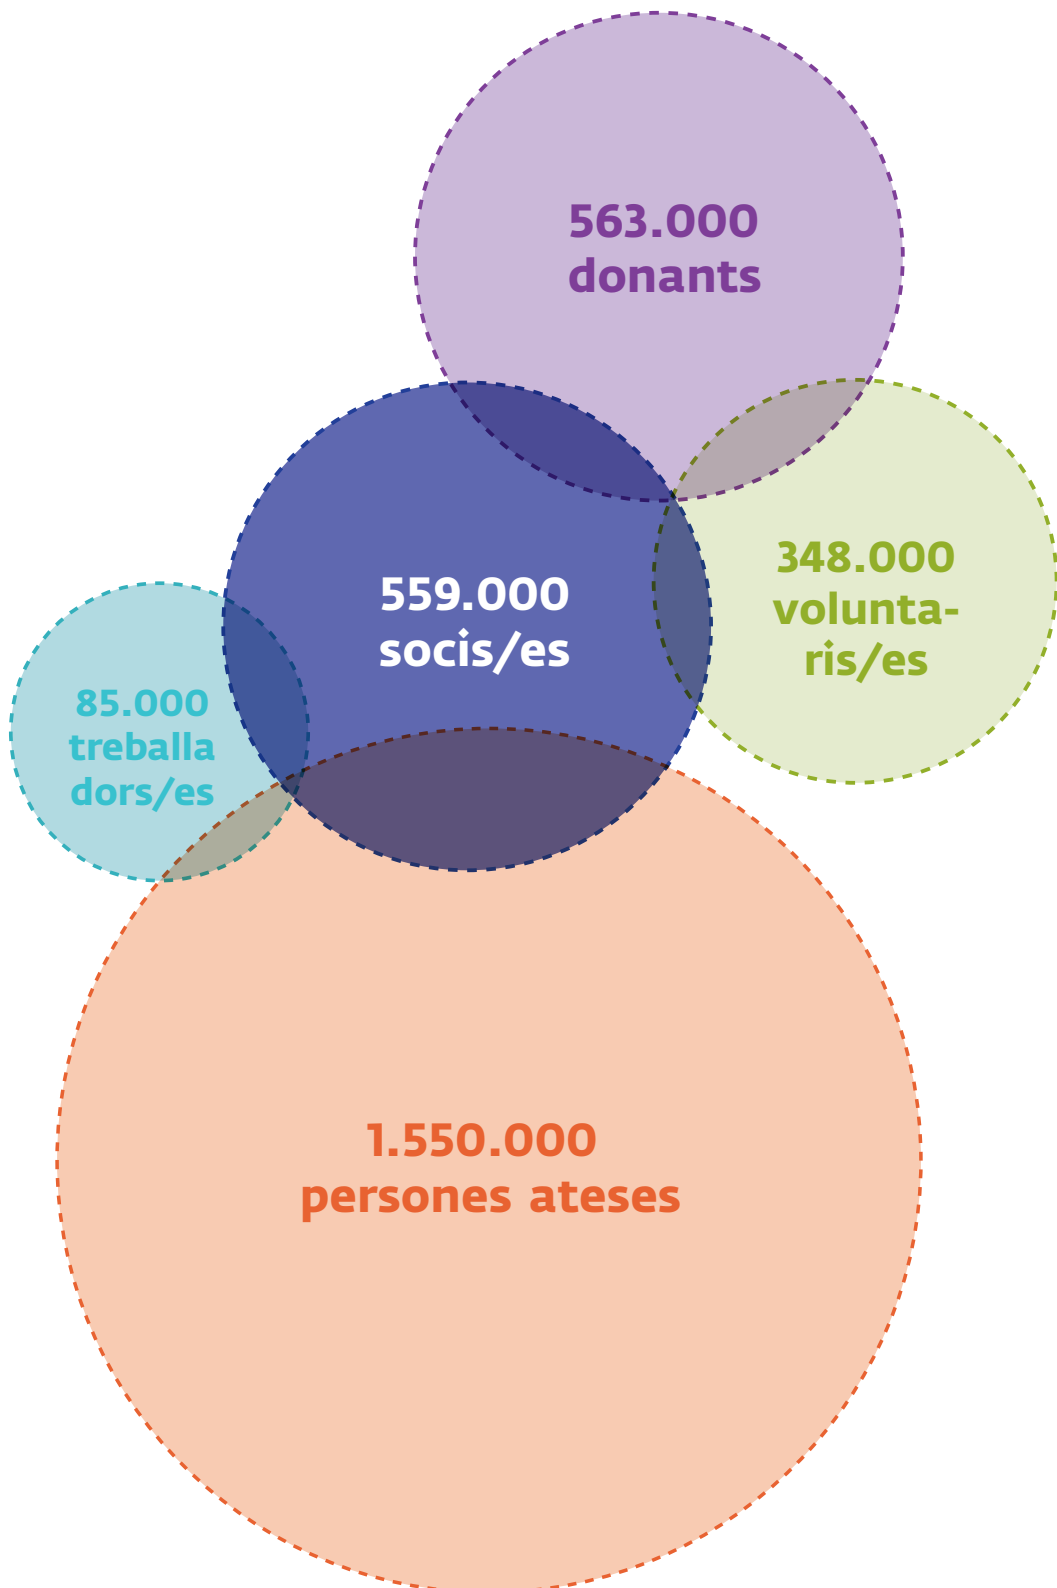 563.000
donants
559.000
socis/es
348.000
volunta-
ris/es
85.000
treballa
dors/es
1.550.000
persones ateses